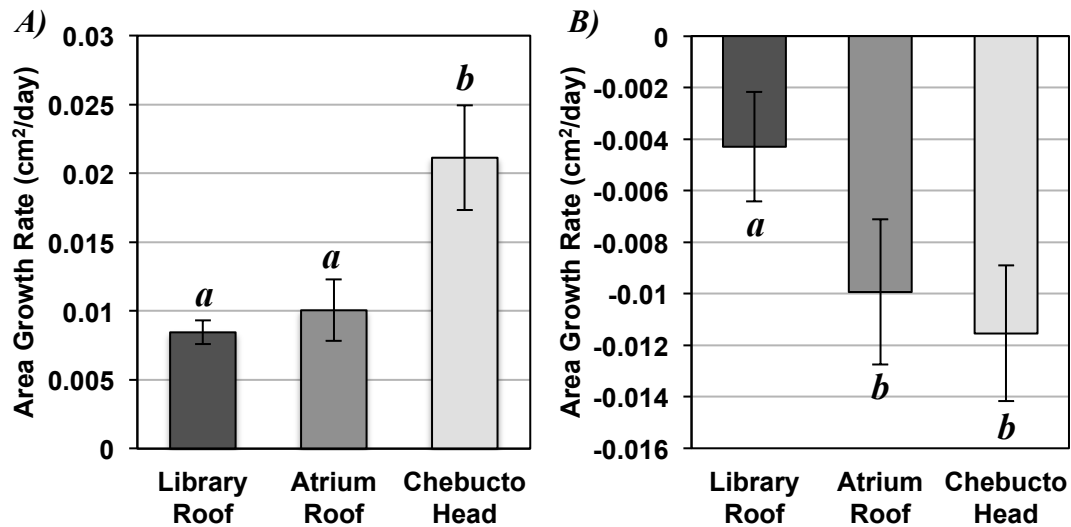 A)
Area Growth Rate (cm²/day)
0.03
0.025
0.02
0.015
0.01
0.005
0
a
a
b
Library Roof
Atrium Roof
Chebucto Head
B)
Area Growth Rate (cm²/day)
0
-0.002
-0.004
-0.006
-0.008
-0.01
-0.012
-0.014
-0.016
a
b
b
Library Roof
Atrium Roof
Chebucto Head